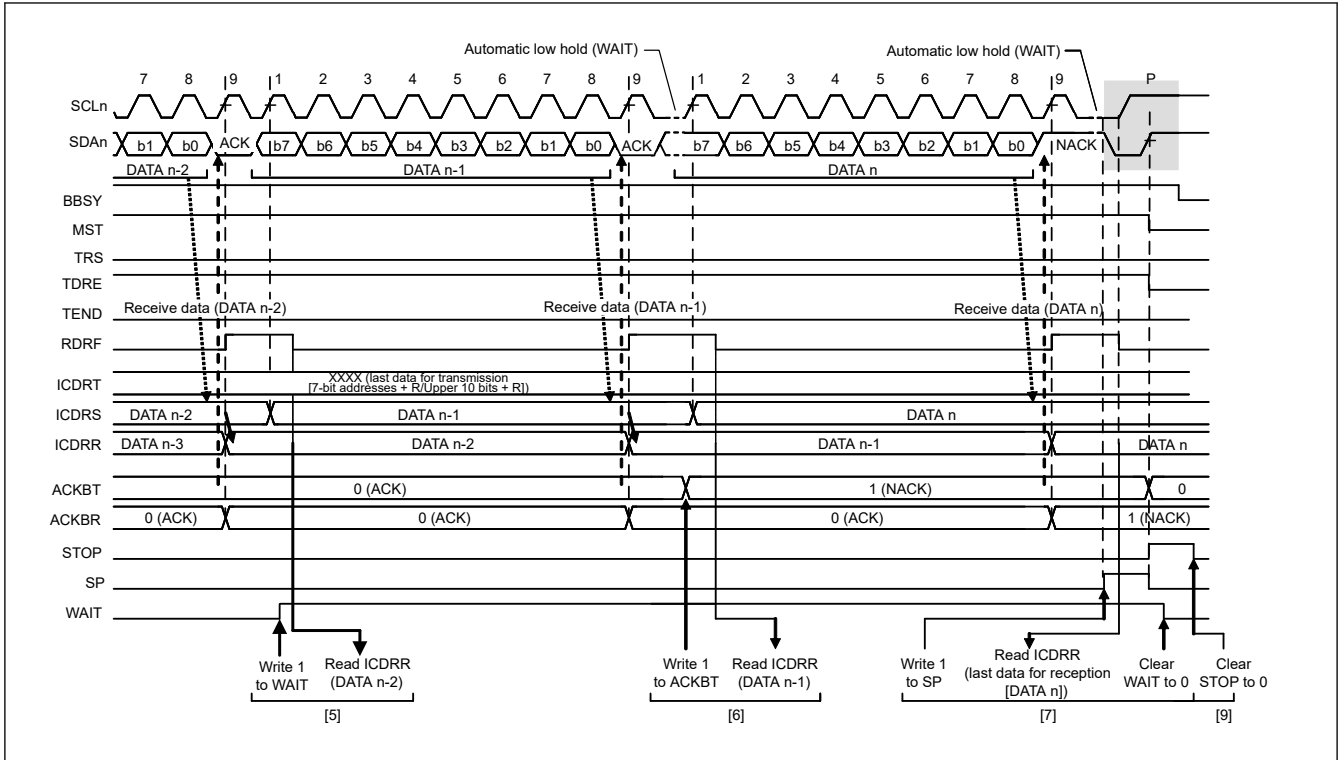 Automatic low hold (WAIT)
Automatic low hold (WAIT)
7 8 9 1 2 3 4 5 6 7 8 9 1 2 3 4 5 6 7 8 9 P
SCLn
SDAn b1 b0 ACK b7 b6 b5 b4 b3 b2 b1 b0 ACK b7 b6 b5 b4 b3 b2 b1 b0 NACK
DATA n-2 DATA n-1 DATA n
BBSY
MST
TRS
TDRE
TEND Receive data (DATA n-2) Receive data (DATA n-1) Receive data (DATA n)
RDRF
ICDRT XXXX (last data for transmission
[7-bit addresses + R/Upper 10 bits + R])
ICDRS DATA n-2 DATA n-1 DATA n
ICDRR DATA n-3 DATA n-2 DATA n-1 DATA n
ACKBT 0 (ACK) 1 (NACK) 0
ACKBR 0 (ACK) 0 (ACK) 0 (ACK) 1 (NACK)
STOP
SP
WAIT
Write 1
to WAIT
Read ICDRR
(DATA n-2)
[5]
Write 1
to ACKBT
Read ICDRR
(DATA n-1)
[6]
Write 1
to SP
Read ICDRR
(last data for reception
[DATA n])
Clear
WAIT to 0
[7]
Clear
STOP to 0
[9]